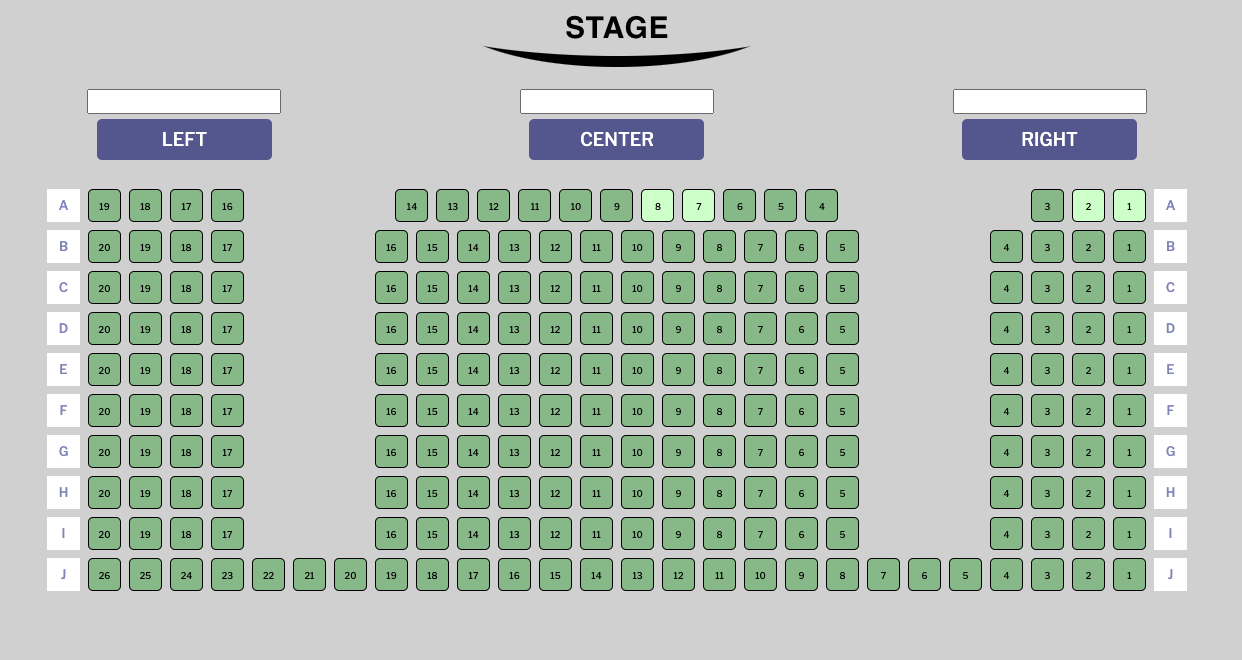 STAGE
LEFT CENTER RIGHT
A 19 18 17 16 14 13 12 11 10 9 8 7 6 5 4 3 2 1 A
B 20 19 18 17 16 15 14 13 12 11 10 9 8 7 6 5 4 3 2 1 B
C 20 19 18 17 16 15 14 13 12 11 10 9 8 7 6 5 4 3 2 1 C
D 20 19 18 17 16 15 14 13 12 11 10 9 8 7 6 5 4 3 2 1 D
E 20 19 18 17 16 15 14 13 12 11 10 9 8 7 6 5 4 3 2 1 E
F 20 19 18 17 16 15 14 13 12 11 10 9 8 7 6 5 4 3 2 1 F
G 20 19 18 17 16 15 14 13 12 11 10 9 8 7 6 5 4 3 2 1 G
H 20 19 18 17 16 15 14 13 12 11 10 9 8 7 6 5 4 3 2 1 H
I 20 19 18 17 16 15 14 13 12 11 10 9 8 7 6 5 4 3 2 1 I
J 26 25 24 23 22 21 20 19 18 17 16 15 14 13 12 11 10 9 8 7 6 5 4 3 2 1 J